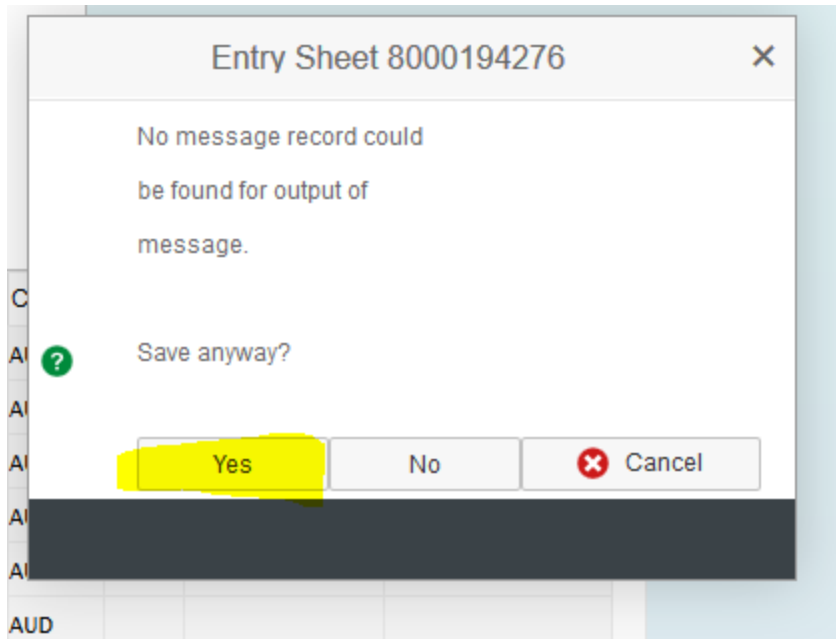 Entry Sheet 8000194276
No message record could
be found for output of
message.
Save anyway?
Yes No Cancel
AUD